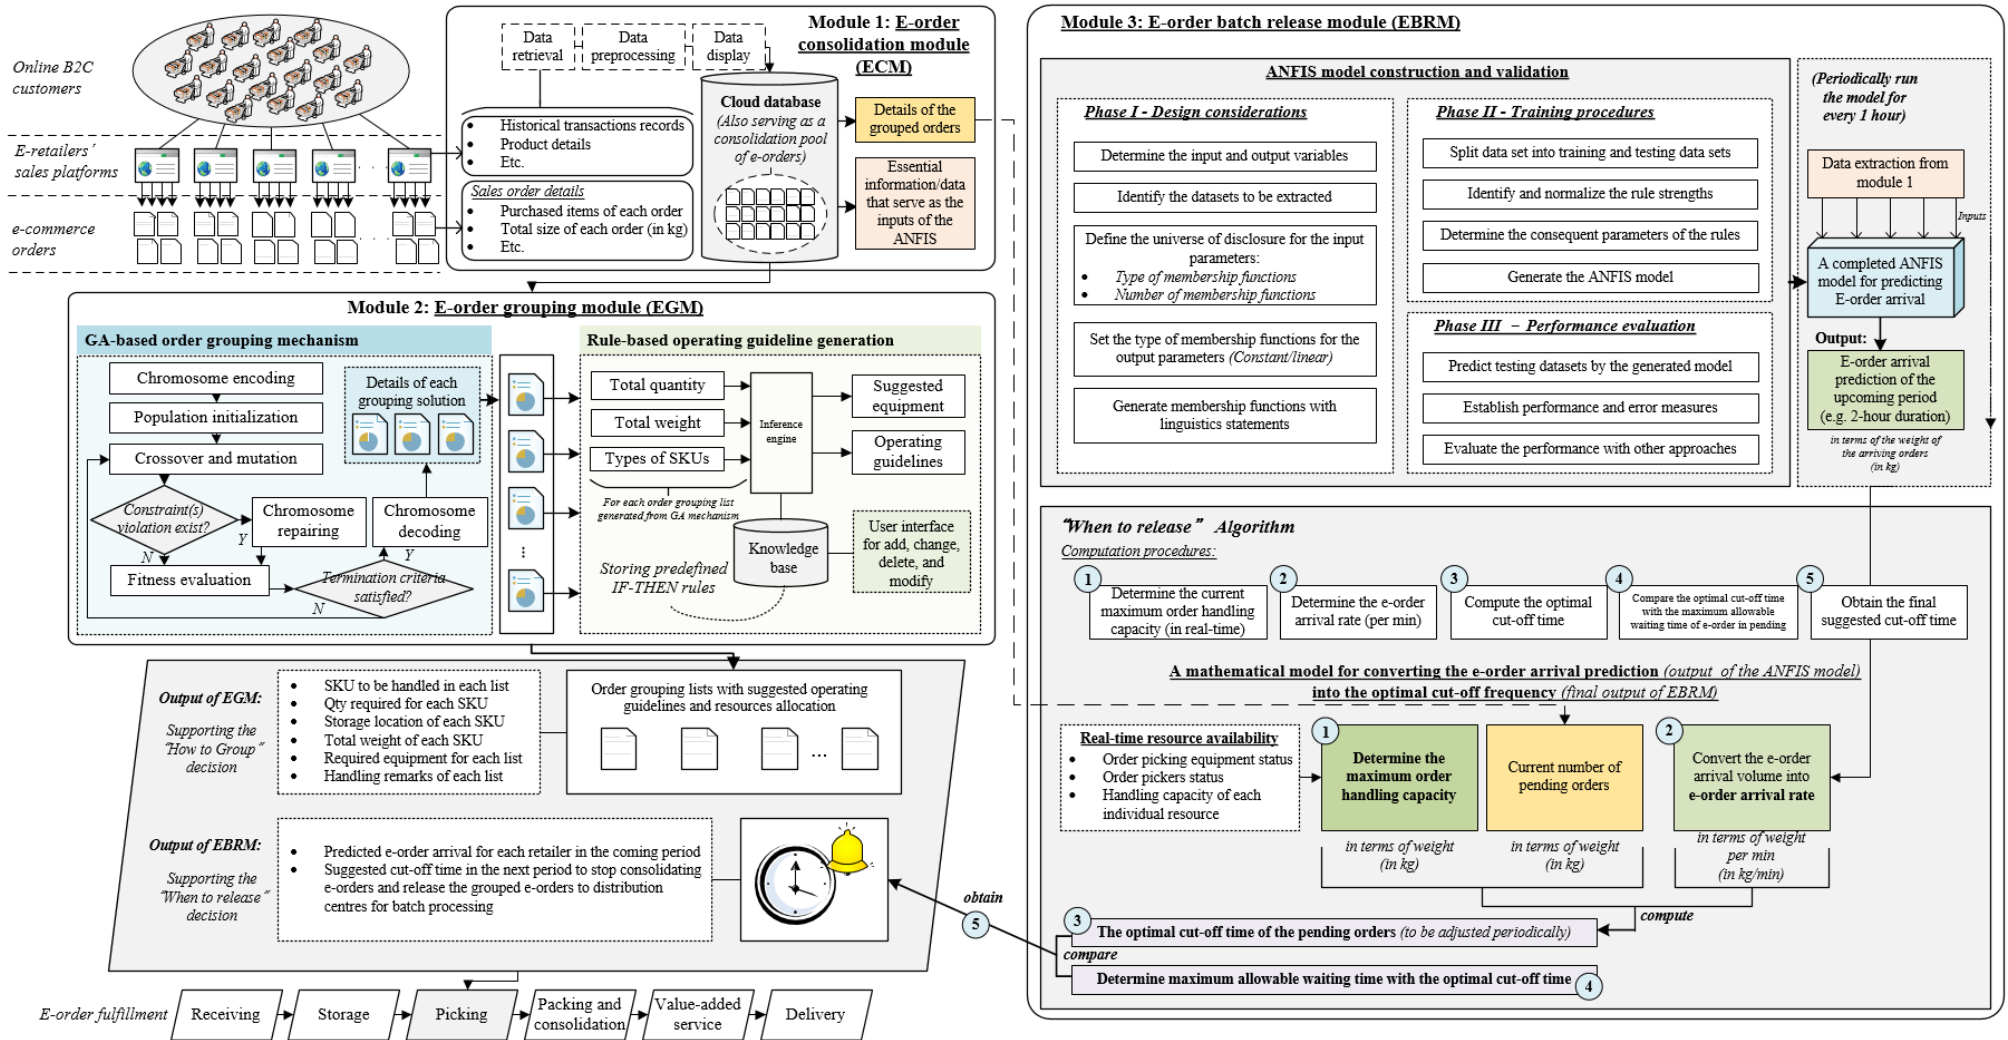 Online B2C
customers
E-retailers'
sales platforms
e-commerce
orders
Module 1: E-order
consolidation module
(ECM)
Data
retrieval
Data
preprocessing
Data
display
• Historical transactions records
• Product details
• Etc.
Sales order details
• Purchased items of each order
• Total size of each order (in kg)
• Etc.
Cloud database
(Also serving as a
consolidation pool
of e-orders)
Details of the
grouped orders
Essential
information/data
that serve as the
inputs of the
ANFIS
Module 2: E-order grouping module (EGM)
GA-based order grouping mechanism
Chromosome encoding
Population initialization
Crossover and mutation
Constraint(s)
violation exist?
Y
N
Chromosome
repairing
Fitness evaluation
Termination criteria
satisfied?
Y
N
Chromosome
decoding
Details of each
grouping solution
⋮
Rule-based operating guideline generation
Total quantity
Total weight
Types of SKUs
For each order grouping list
generated from GA mechanism
Inference
engine
Suggested
equipment
Operating
guidelines
Knowledge
base
Storing predefined
IF-THEN rules
User interface
for add, change,
delete, and
modify
Output of EGM:
Supporting the
"How to Group"
decision
• SKU to be handled in each list
• Qty required for each SKU
• Storage location of each SKU
• Total weight of each SKU
• Required equipment for each list
• Handling remarks of each list
Order grouping lists with suggested operating
guidelines and resources allocation
...
Output of EBRM:
Supporting the
"When to release"
decision
• Predicted e-order arrival for each retailer in the coming period
• Suggested cut-off time in the next period to stop consolidating
e-orders and release the grouped e-orders to distribution
centres for batch processing
E-order fulfillment
Receiving
Storage
Picking
Packing and
consolidation
Value-added
service
Delivery
Module 3: E-order batch release module (EBRM)
ANFIS model construction and validation
Phase I - Design considerations
Determine the input and output variables
Identify the datasets to be extracted
Define the universe of disclosure for the input
parameters:
• Type of membership functions
• Number of membership functions
Set the type of membership functions for the
output parameters (Constant/linear)
Generate membership functions with
linguistics statements
Phase II - Training procedures
Split data set into training and testing data sets
Identify and normalize the rule strengths
Determine the consequent parameters of the rules
Generate the ANFIS model
Phase III – Performance evaluation
Predict testing datasets by the generated model
Establish performance and error measures
Evaluate the performance with other approaches
(Periodically run
the model for
every 1 hour)
Data extraction from
module 1
Inputs
A completed ANFIS
model for predicting
E-order arrival
Output:
E-order arrival
prediction of the
upcoming period
(e.g. 2-hour duration)
in terms of the weight of
the arriving orders
(in kg)
"When to release" Algorithm
Computation procedures:
1
Determine the current
maximum order handling
capacity (in real-time)
2
Determine the e-order
arrival rate (per min)
3
Compute the optimal
cut-off time
4
Compare the optimal cut-off time
with the maximum allowable
waiting time of e-order in pending
5
Obtain the final
suggested cut-off time
A mathematical model for converting the e-order arrival prediction (output of the ANFIS model)
into the optimal cut-off frequency (final output of EBRM)
Real-time resource availability
• Order picking equipment status
• Order pickers status
• Handling capacity of each
individual resource
1
Determine the
maximum order
handling capacity
in terms of weight
(in kg)
Current number of
pending orders
in terms of weight
(in kg)
2
Convert the e-order
arrival volume into
e-order arrival rate
in terms of weight
per min
(in kg/min)
compute
3
The optimal cut-off time of the pending orders (to be adjusted periodically)
compare
Determine maximum allowable waiting time with the optimal cut-off time
4
obtain
5